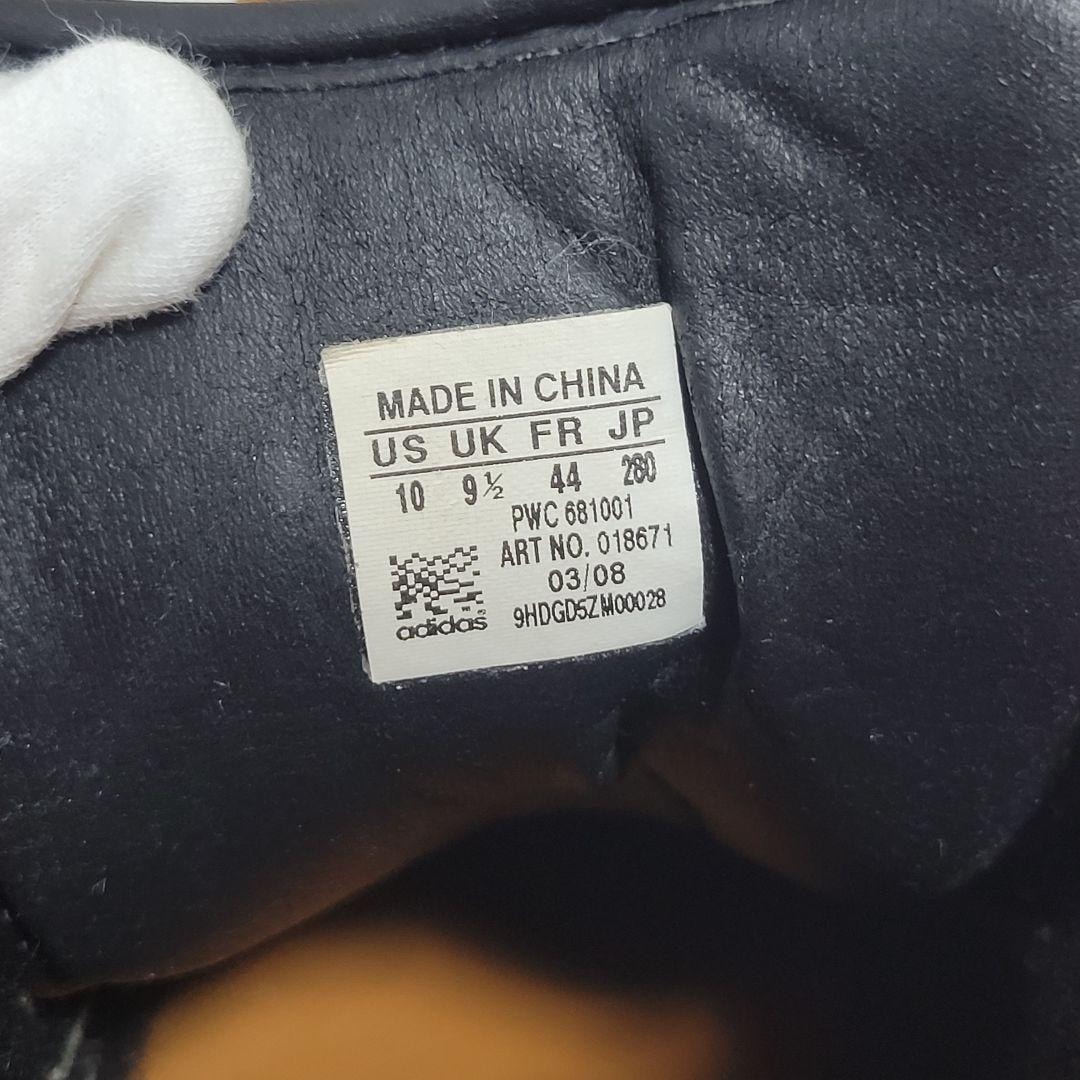 MADE IN CHINA
US UK FR JP
10 9½ 44 280
PWC 681001
ART NO. 018671
03/08
adidas 9HDGD5ZM00028